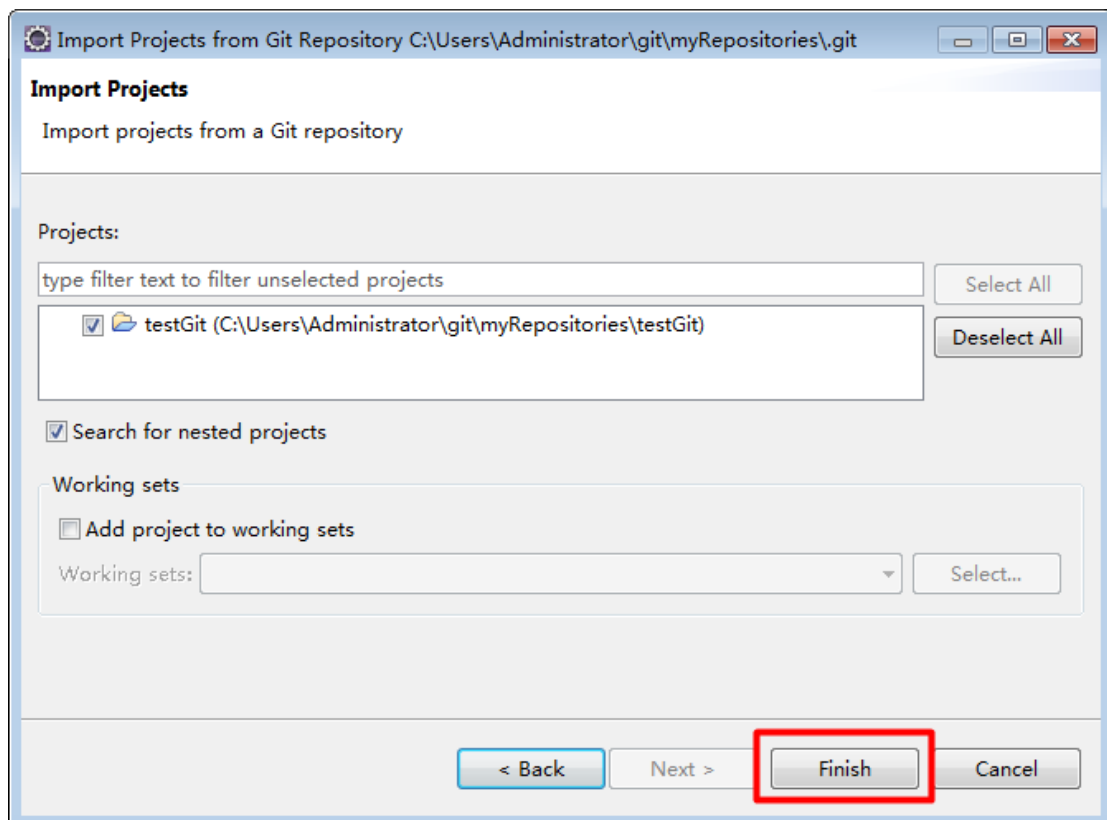 Import Projects from Git Repository C:\Users\Administrator\git\myRepositories\.git
Import Projects
Import projects from a Git repository
Projects:
type filter text to filter unselected projects
Select All
testGit (C:\Users\Administrator\git\myRepositories\testGit)
Deselect All
Search for nested projects
Working sets
Add project to working sets
Working sets:
Select...
< Back
Next >
Finish
Cancel